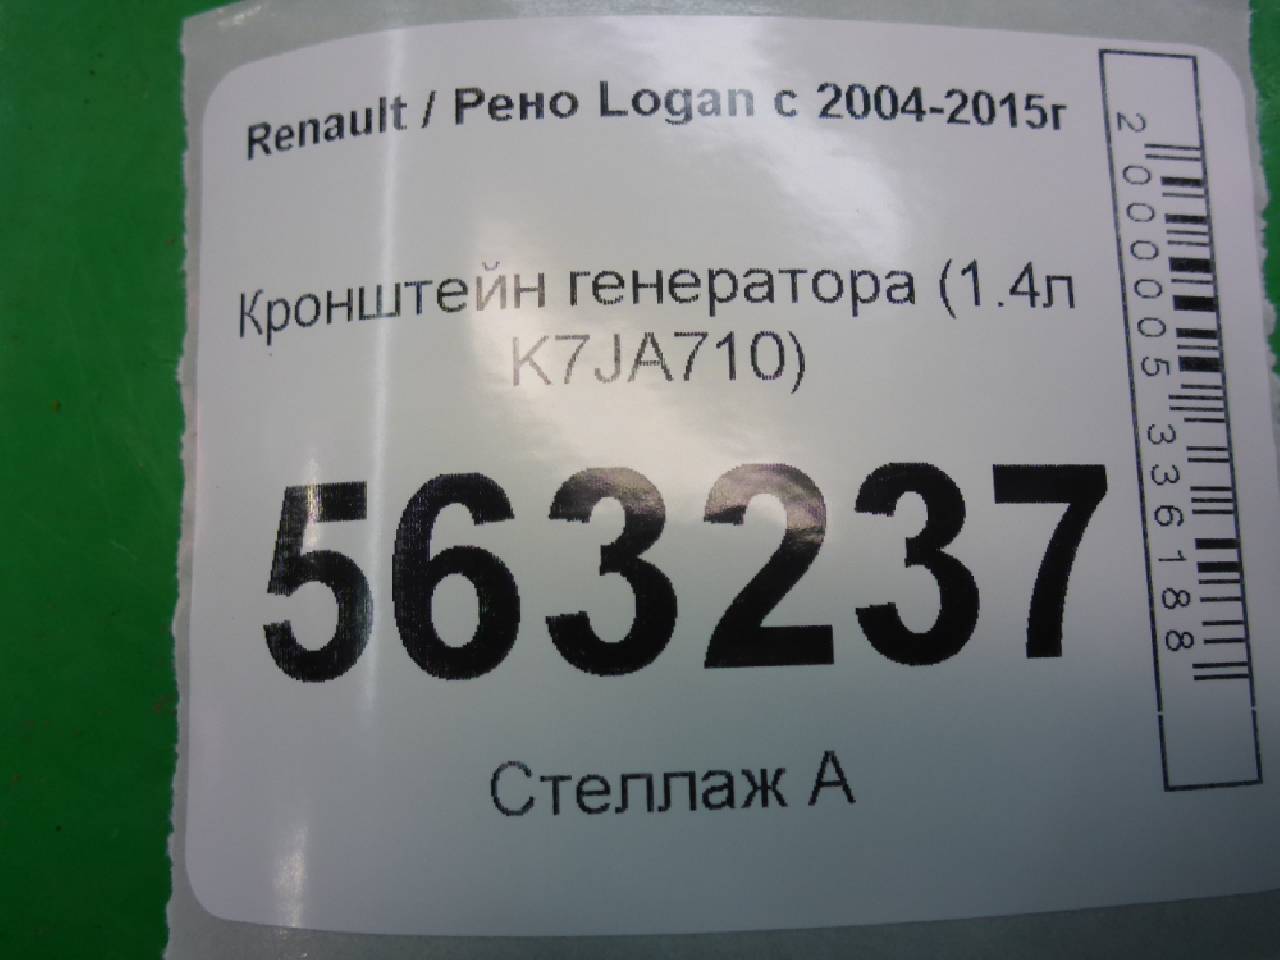 Renault / Рено Logan с 2004-2015г
Кронштейн генератора (1.4л
K7JA710)
563237
Стеллаж А
2000005336188